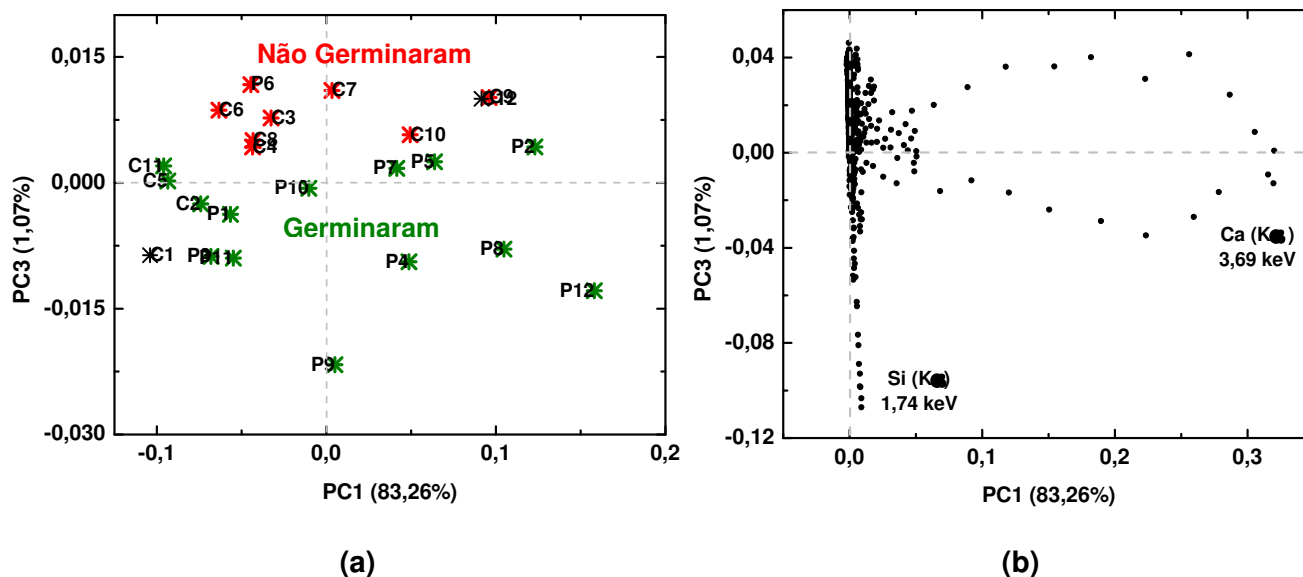 0,015
0,000
-0,015
-0,030
PC3 (1,07%)
Não Germinaram
P6
C7
C9
C12
C6
C3
C8
C4
C10
P2
C11
P7
P5
C5
P10
C2
P1
Germinaram
C1
P11
P4
P8
P12
P9
-0,1
0,0
0,1
0,2
PC1 (83,26%)
(a)
0,04
0,00
-0,04
-0,08
-0,12
PC3 (1,07%)
Ca (K
)
3,69 keV
Si (K
)
1,74 keV
0,0
0,1
0,2
0,3
PC1 (83,26%)
(b)